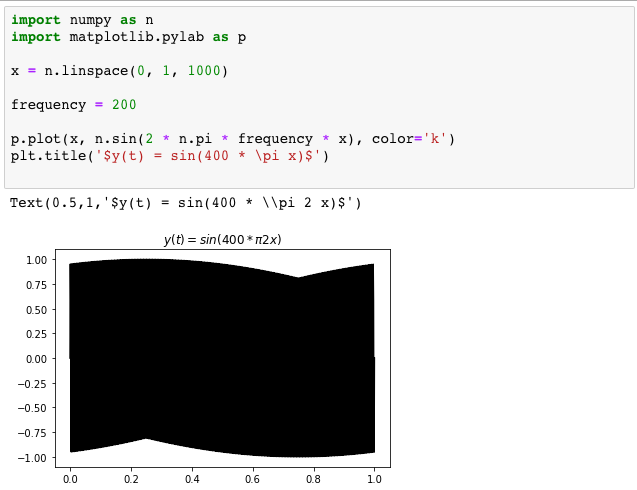 import numpy as n
import matplotlib.pylab as p
x = n.linspace(0, 1, 1000)
frequency = 200
p.plot(x, n.sin(2 * n.pi * frequency * x), color='k')
plt.title('$y(t) = sin(400 * \pi x)$')
Text(0.5,1,'$y(t) = sin(400 * \\pi 2 x)$')
y(t) = sin(400 * π2x)
1.00
0.75
0.50
0.25
0.00
−0.25
−0.50
−0.75
−1.00
0.0 0.2 0.4 0.6 0.8 1.0